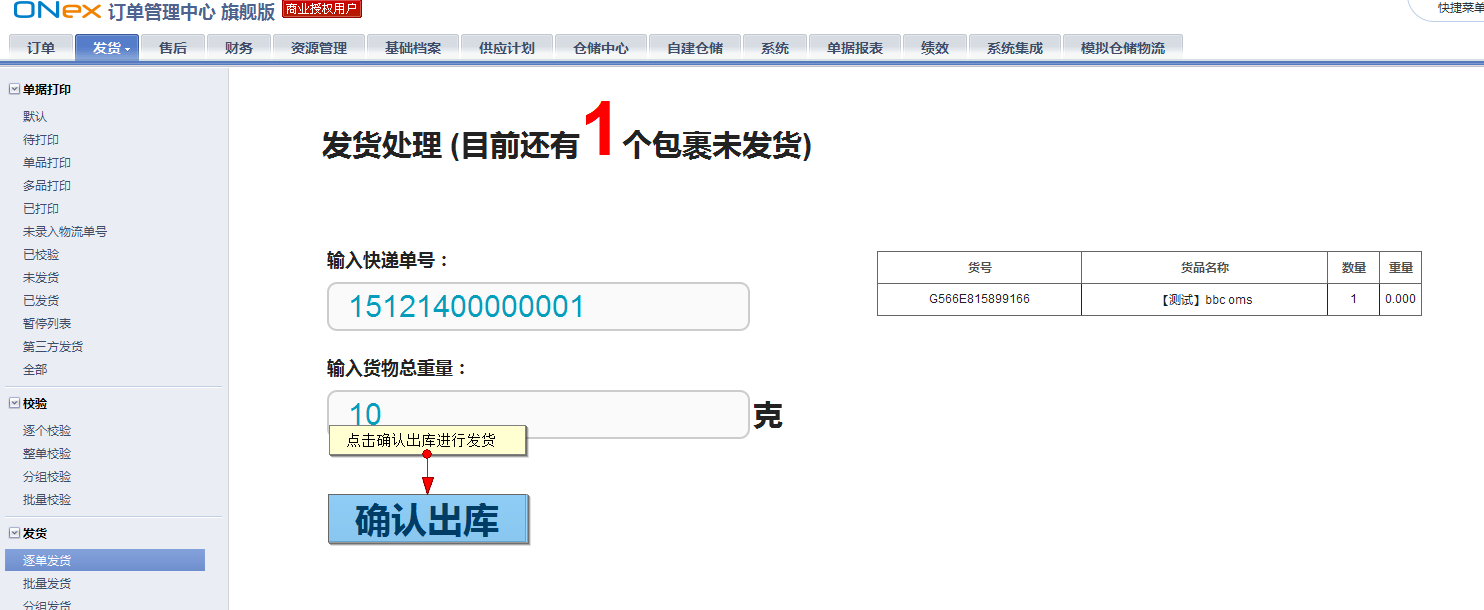 ONex 订单管理中心 旗舰版 商业授权用户
快捷菜单
订单 发货 售后 财务 资源管理 基础档案 供应计划 仓储中心 自建仓储 系统 单据报表 绩效 系统集成 模拟仓储物流
单据打印
默认
待打印
单品打印
多品打印
已打印
未录入物流单号
已校验
未发货
已发货
暂停列表
第三方发货
全部
校验
逐个校验
整单校验
分组校验
批量校验
发货
逐单发货
批量发货
分组发货
发货处理 (目前还有1个包裹未发货)
输入快递单号：
15121400000001
输入货物总重量：
10 克
点击确认出库进行发货
确认出库
货号 货品名称 数量 重量
G566E815899166 【测试】bbc oms 1 0.000